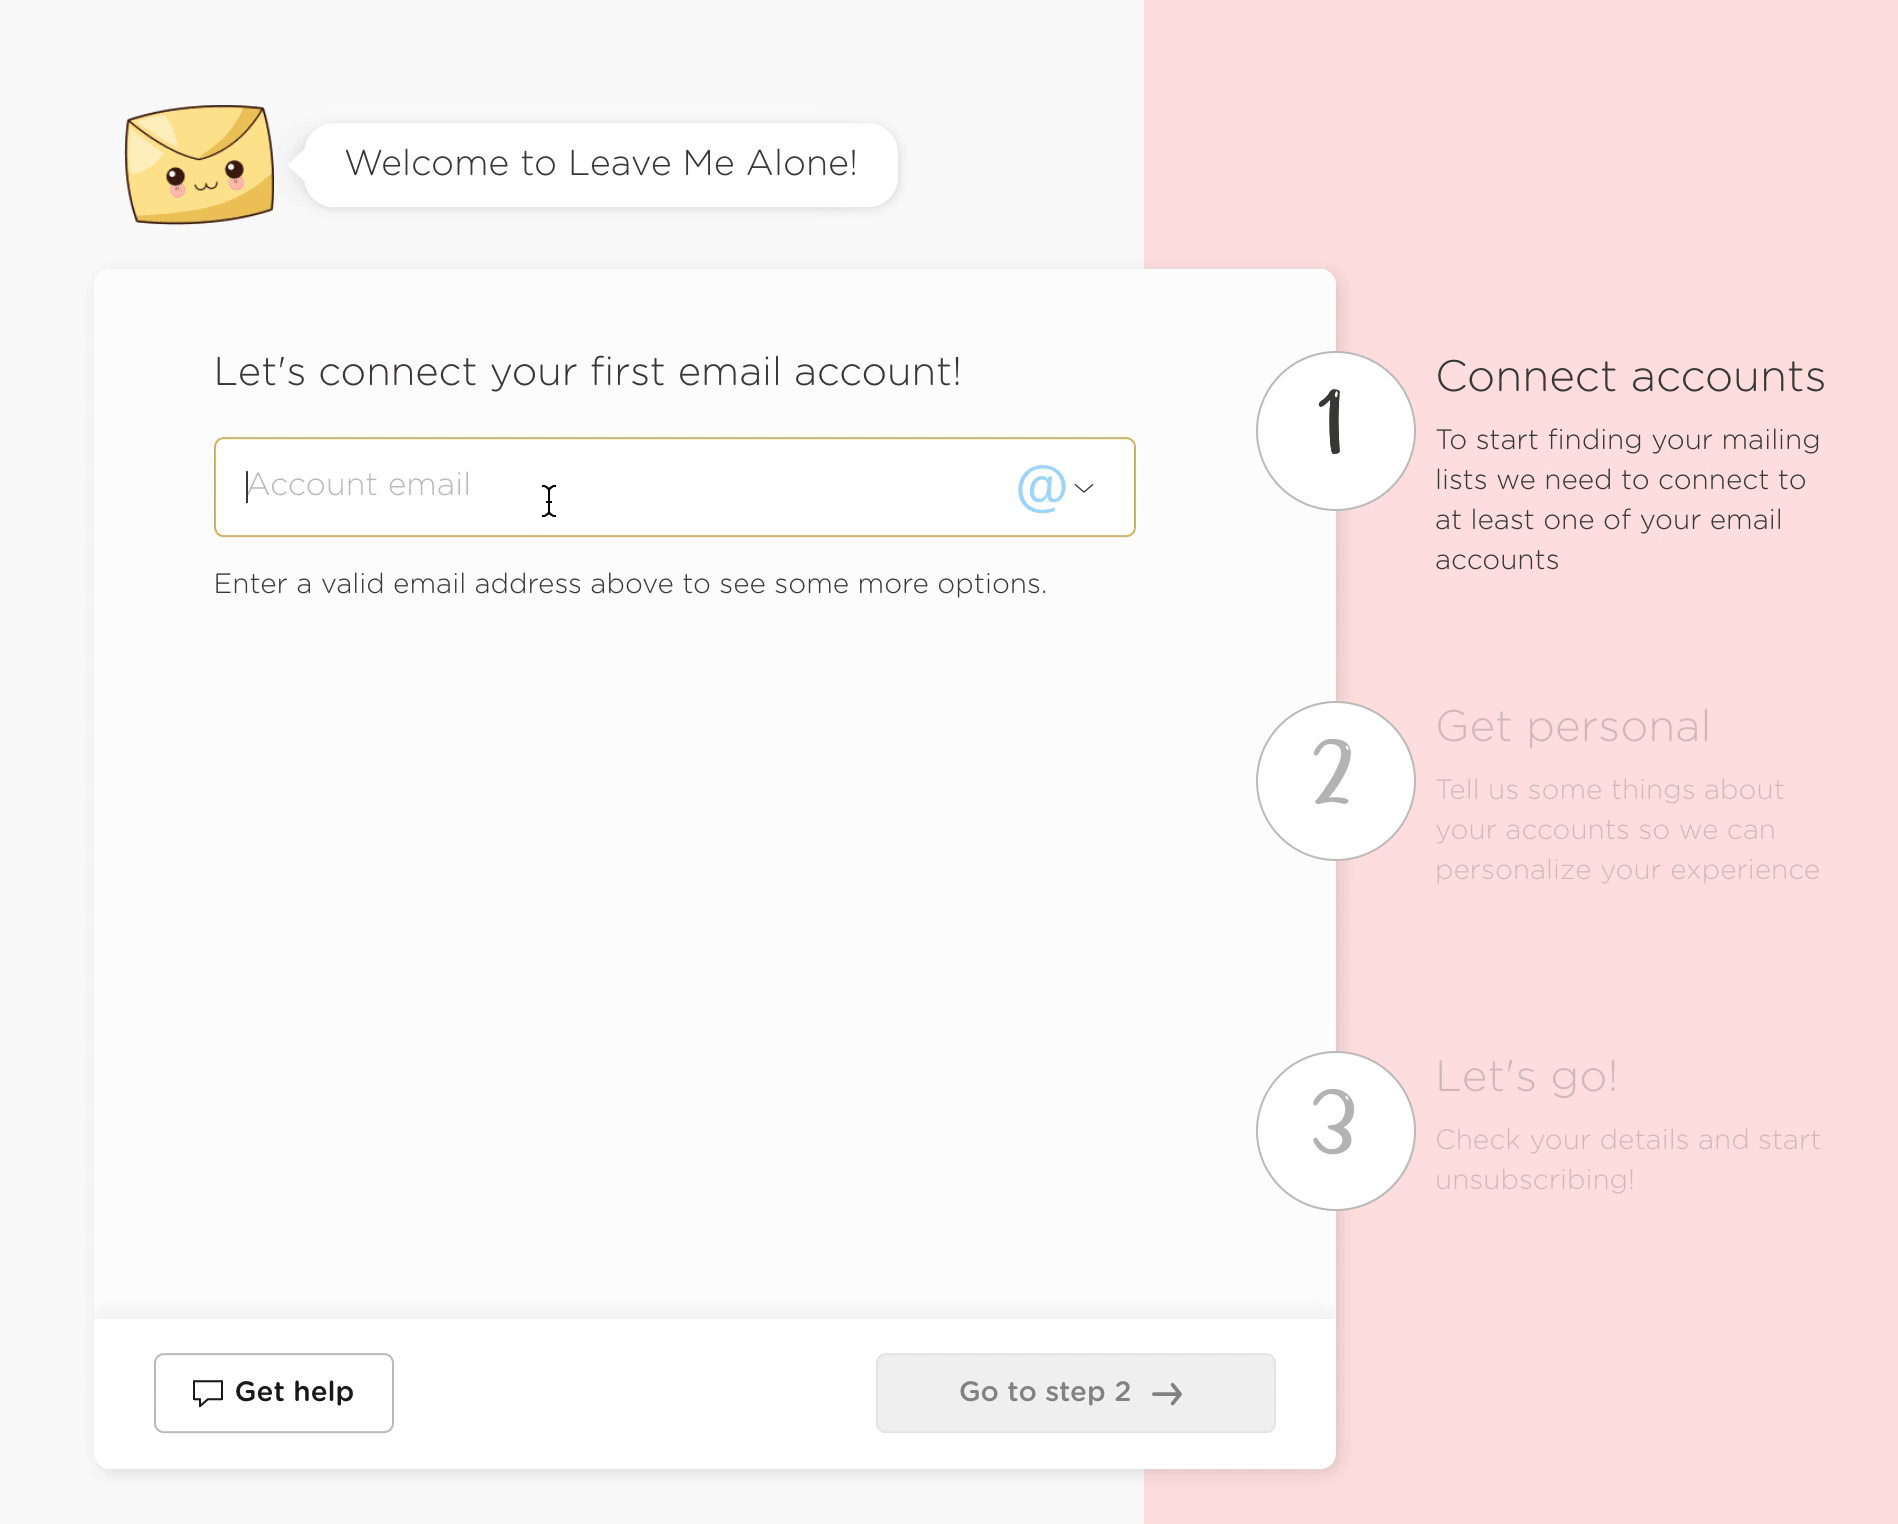 Welcome to Leave Me Alone!
Let's connect your first email account!
Account email
@
Enter a valid email address above to see some more options.
1
Connect accounts
To start finding your mailing
lists we need to connect to
at least one of your email
accounts
2
Get personal
Tell us some things about
your accounts so we can
personalize your experience
3
Let's go!
Check your details and start
unsubscribing!
Get help
Go to step 2 →